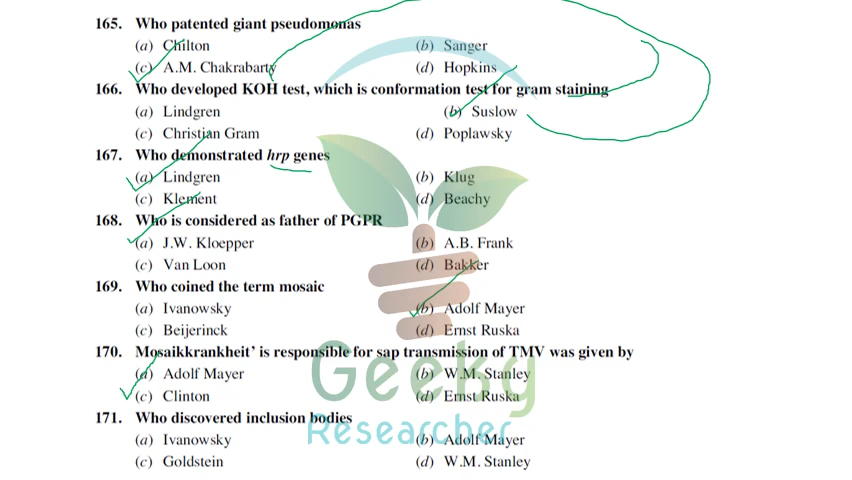 165. Who patented giant pseudomonas
(a) Chilton (b) Sanger
(c) A.M. Chakrabarty (d) Hopkins
166. Who developed KOH test, which is conformation test for gram staining
(a) Lindgren (b) Suslow
(c) Christian Gram (d) Poplawsky
167. Who demonstrated hrp genes
(a) Lindgren (b) Klug
(c) Klement (d) Beachy
168. Who is considered as father of PGPR
(a) J.W. Kloepper (b) A.B. Frank
(c) Van Loon (d) Bakker
169. Who coined the term mosaic
(a) Ivanowsky (b) Adolf Mayer
(c) Beijerinck (d) Ernst Ruska
170. Mosaikkrankheit’ is responsible for sap transmission of TMV was given by
(a) Adolf Mayer (b) W.M. Stanley
(c) Clinton (d) Ernst Ruska
171. Who discovered inclusion bodies
(a) Ivanowsky (b) Adolf Mayer
(c) Goldstein (d) W.M. Stanley
Geeky
Researcher